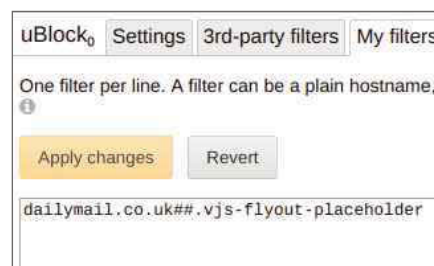 uBlock₀ Settings 3rd-party filters My filters
One filter per line. A filter can be a plain hostname,
Apply changes Revert
dailymail.co.uk##.vjs-flyout-placeholder